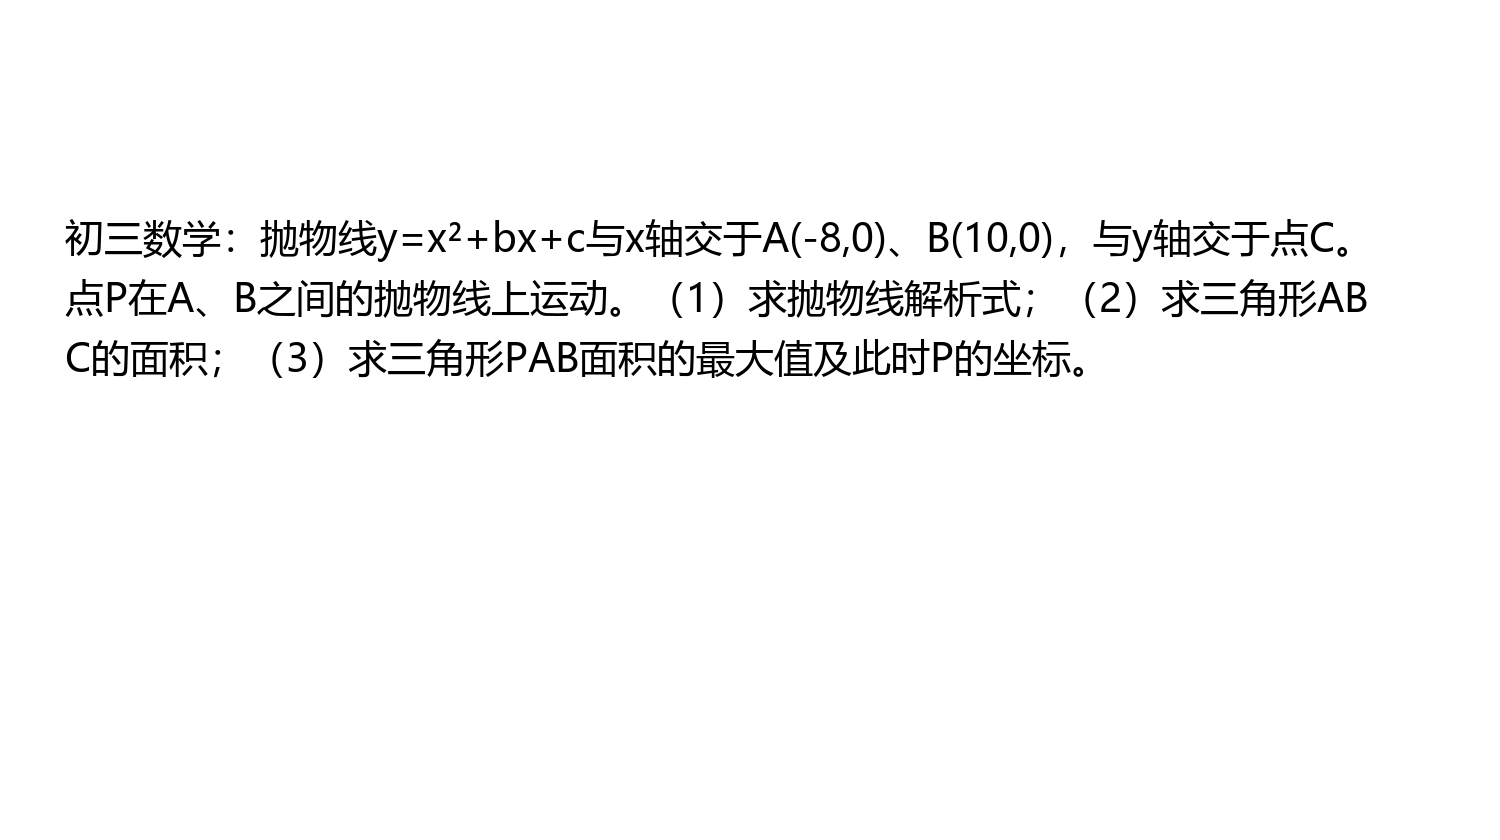 初三数学：抛物线y=x²+bx+c与x轴交于A(-8,0)、B(10,0)，与y轴交于点C。
点P在A、B之间的抛物线上运动。（1）求抛物线解析式；（2）求三角形AB
C的面积；（3）求三角形PAB面积的最大值及此时P的坐标。